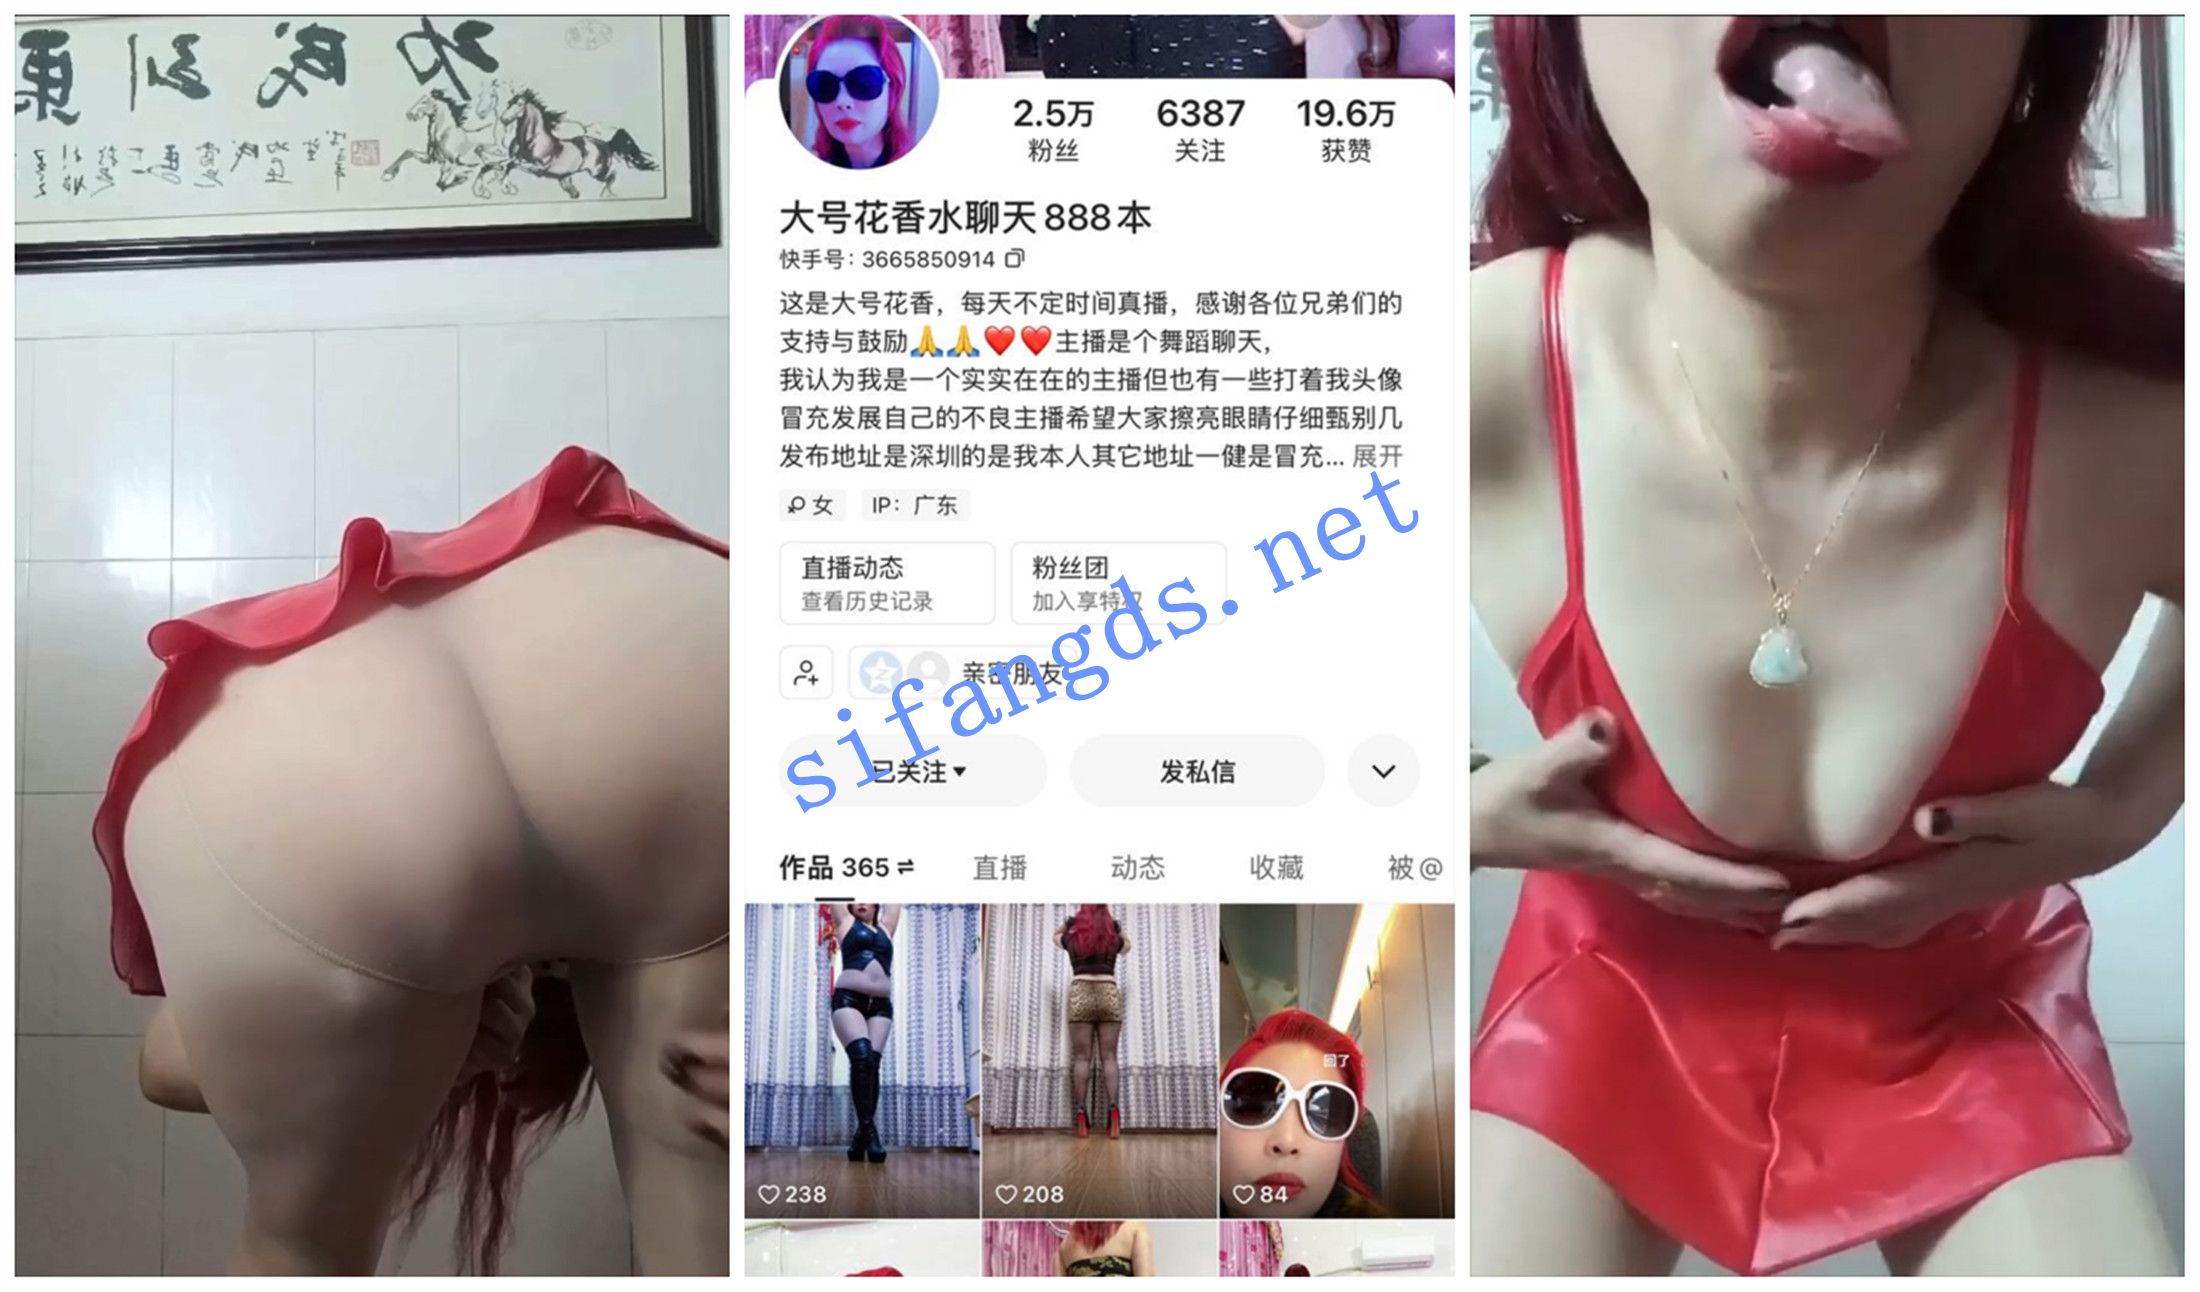 2.5万
粉丝
6387
关注
19.6万
获赞
大号花香水聊天888本
快手号：3665850914
这是大号花香，每天不定时间真播，感谢各位兄弟们的
支持与鼓励🙏🙏❤️❤️主播是个舞蹈聊天，
我认为我是一个实实在在的主播但也有一些打着我头像
冒充发展自己的不良主播希望大家擦亮眼睛仔细甄别几
发布地址是深圳的是我本人其它地址一健是冒充... 展开
女
IP：广东
直播动态
查看历史记录
粉丝团
加入享特权
亲密朋友
sifangds.net
已关注
发私信
作品 365
直播
动态
收藏
被@
回了
238
208
84